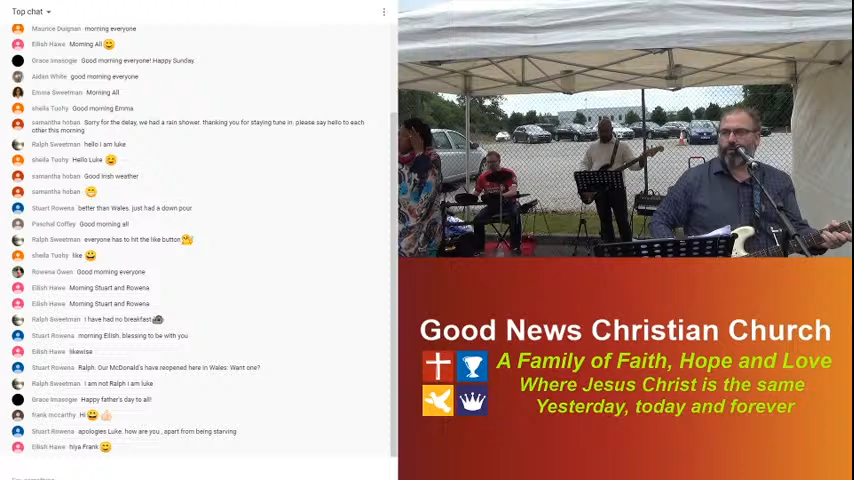 Top chat
Maurice Duignan morning everyone
Eilish Hawe Morning All
Grace Imasogie Good morning everyone! Happy Sunday.
Aidan White good morning everyone
Emma Sweetman Morning All
sheila Tuohy Good morning Emma
samantha hoban Sorry for the delay, we had a rain shower. thanking you for staying tune in. please say hello to each
other this morning
Ralph Sweetman hello I am luke
sheila Tuohy Hello Luke
samantha hoban Good Irish weather
samantha hoban
Stuart Rowena better than Wales. just had a down pour
Paschal Coffey Good morning all
Ralph Sweetman everyone has to hit the like button
sheila Tuohy like
Rowena Owen Good morning everyone
Eilish Hawe Morning Stuart and Rowena
Eilish Hawe Morning Stuart and Rowena
Ralph Sweetman I have had no breakfast
Stuart Rowena morning Eilish. blessing to be with you
Eilish Hawe likewise
Stuart Rowena Ralph. Our McDonald's have reopened here in Wales. Want one?
Ralph Sweetman I am not Ralph I am luke
Grace Imasogie Happy father's day to all!
frank mccarthy Hi
Stuart Rowena apologies Luke. how are you , apart from being starving
Eilish Hawe hiya Frank
Good News Christian Church
A Family of Faith, Hope and Love
Where Jesus Christ is the same
Yesterday, today and forever